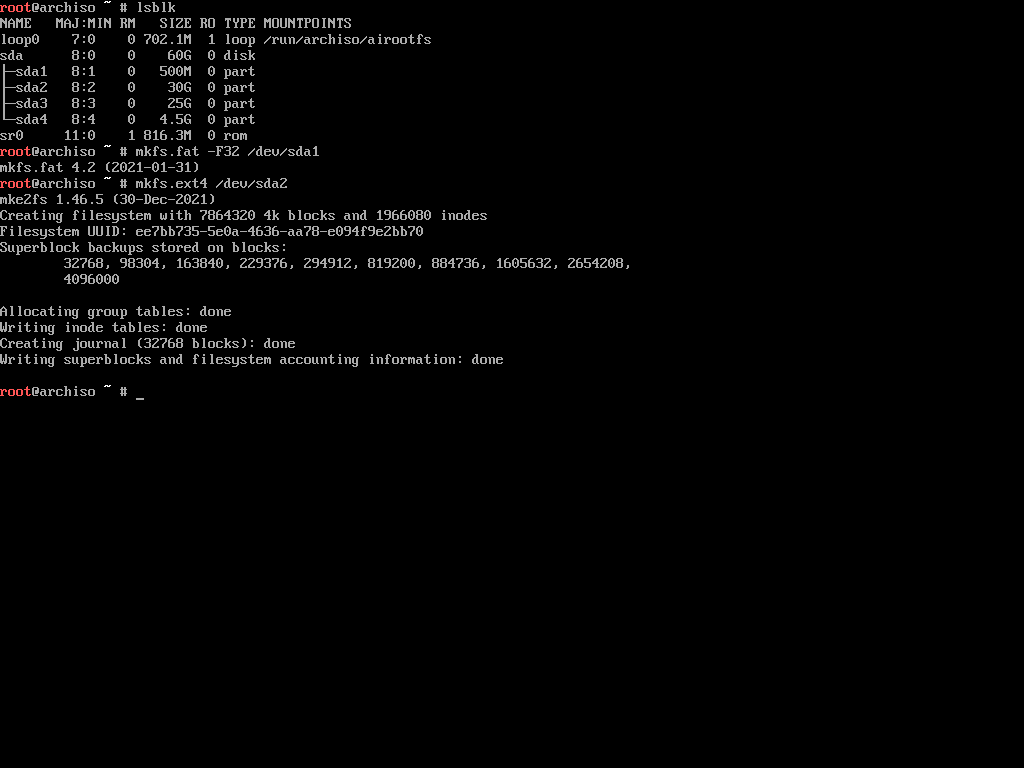 root@archiso ~ # lsblk
NAME   MAJ:MIN RM   SIZE RO TYPE MOUNTPOINTS
loop0    7:0    0 702.1M  1 loop /run/archiso/airootfs
sda      8:0    0    60G  0 disk
├─sda1   8:1    0   500M  0 part
├─sda2   8:2    0    30G  0 part
├─sda3   8:3    0    25G  0 part
└─sda4   8:4    0   4.5G  0 part
sr0     11:0    1 816.3M  0 rom
root@archiso ~ # mkfs.fat -F32 /dev/sda1
mkfs.fat 4.2 (2021-01-31)
root@archiso ~ # mkfs.ext4 /dev/sda2
mke2fs 1.46.5 (30-Dec-2021)
Creating filesystem with 7864320 4k blocks and 1966080 inodes
Filesystem UUID: ee7bb735-5e0a-4636-aa78-e094f9e2bb70
Superblock backups stored on blocks:
        32768, 98304, 163840, 229376, 294912, 819200, 884736, 1605632, 2654208,
        4096000
Allocating group tables: done
Writing inode tables: done
Creating journal (32768 blocks): done
Writing superblocks and filesystem accounting information: done
root@archiso ~ # _